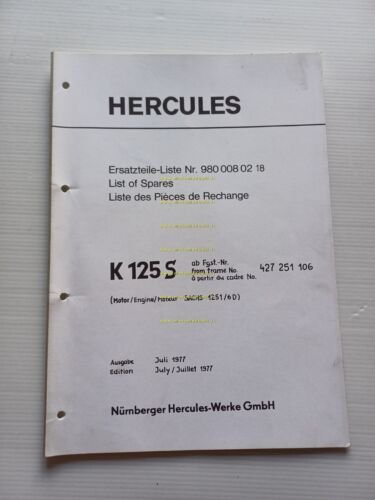 HERCULES
Ersatzteile-Liste Nr. 980 008 02 18
List of Spares
Liste des Pièces de Rechange
K 125 S
ab Fgst.-Nr.
from frame No.
à partir du cadre No.
427 251 106
(Motor/Engine/Moteur SACHS 1251/6D)
Ausgabe Juli 1977
Edition July/Juillet 1977
Nürnberger Hercules-Werke GmbH